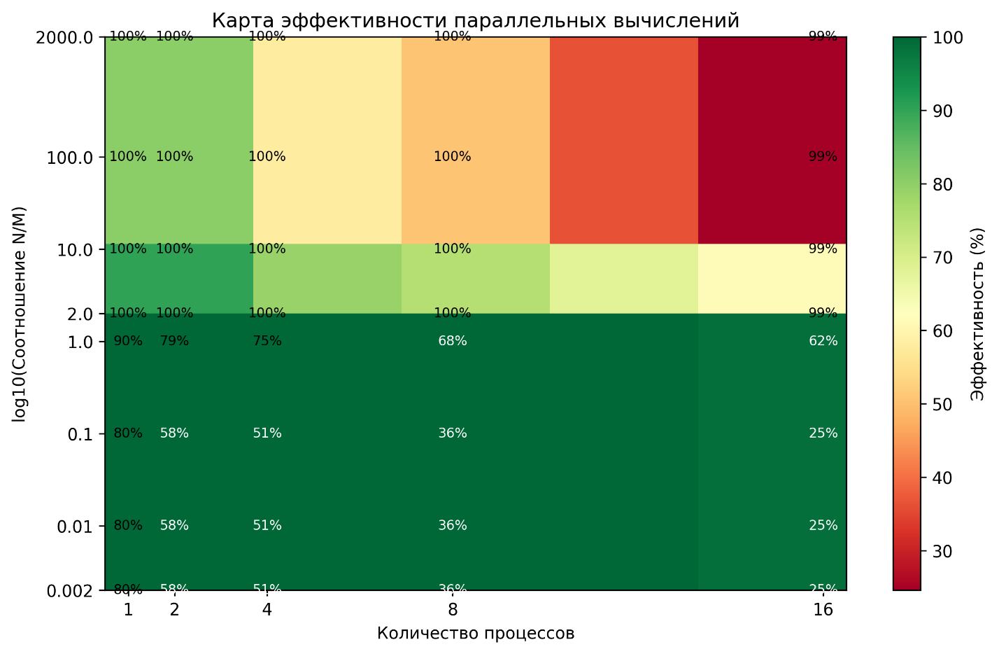 Карта эффективности параллельных вычислений
2000.0 100% 100% 100% 100% 99% 100
90
80
100.0 100% 100% 100% 100% 99%
70
10.0 100% 100% 100% 100% 99%
2.0 100% 100% 100% 100% 99%
60
1.0 90% 79% 75% 68% 62%
50
0.1 80% 58% 51% 36% 25%
40
0.01 80% 58% 51% 36% 25%
30
0.002 80% 58% 51% 36% 25%
1 2 4 8 16
Количество процессов
log10(Соотношение N/M)
Эффективность (%)